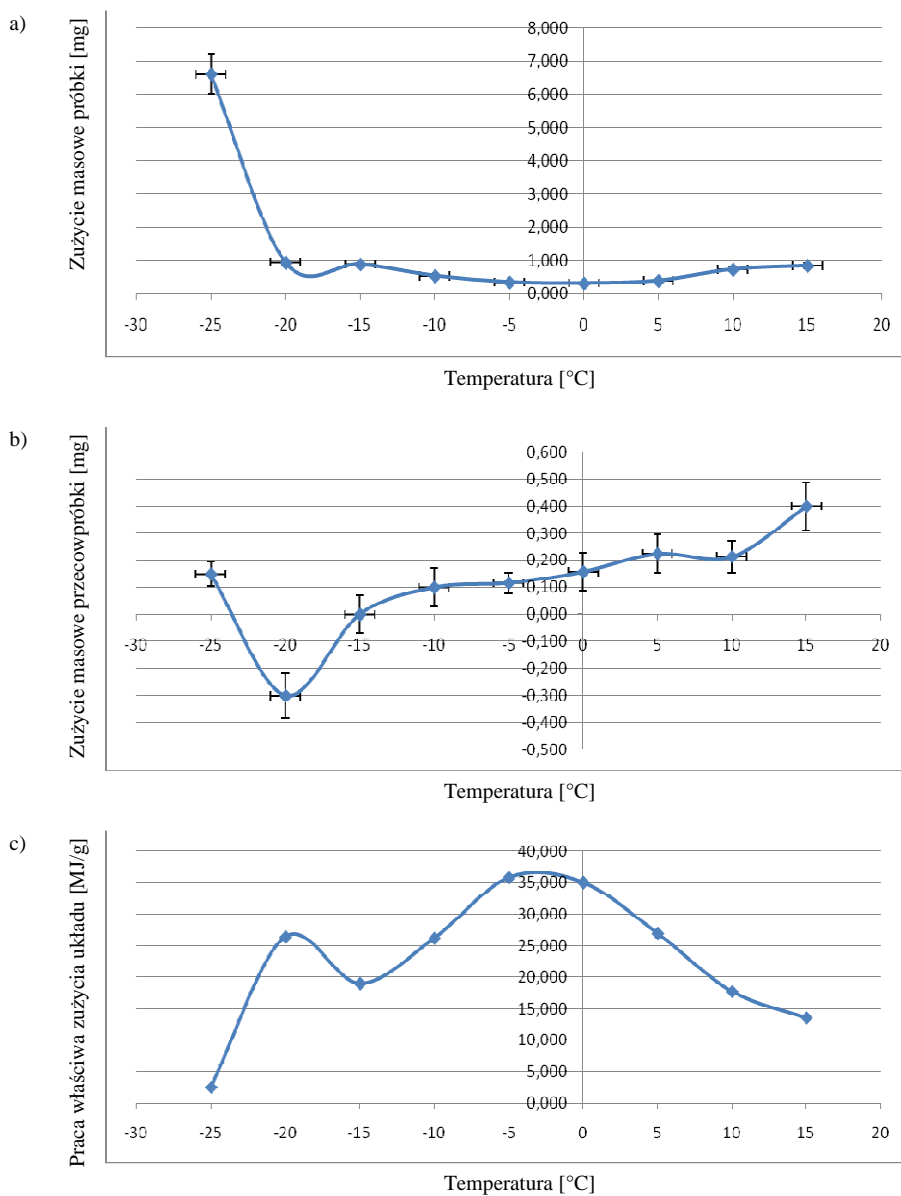 a)
Zużycie masowe próbki [mg]
8,000
7,000
6,000
5,000
4,000
3,000
2,000
1,000
0,000
-30 -25 -20 -15 -10 -5 0 5 10 15 20
Temperatura [°C]
b)
Zużycie masowe przecowpróbki [mg]
0,600
0,500
0,400
0,300
0,200
0,100
0,000
-0,100
-30 -25 -20 -15 -10 -5 0 5 10 15 20
-0,200
-0,300
-0,400
-0,500
Temperatura [°C]
c)
Praca właściwa zużycia układu [MJ/g]
40,000
35,000
30,000
25,000
20,000
15,000
10,000
5,000
0,000
-30 -25 -20 -15 -10 -5 0 5 10 15 20
Temperatura [°C]